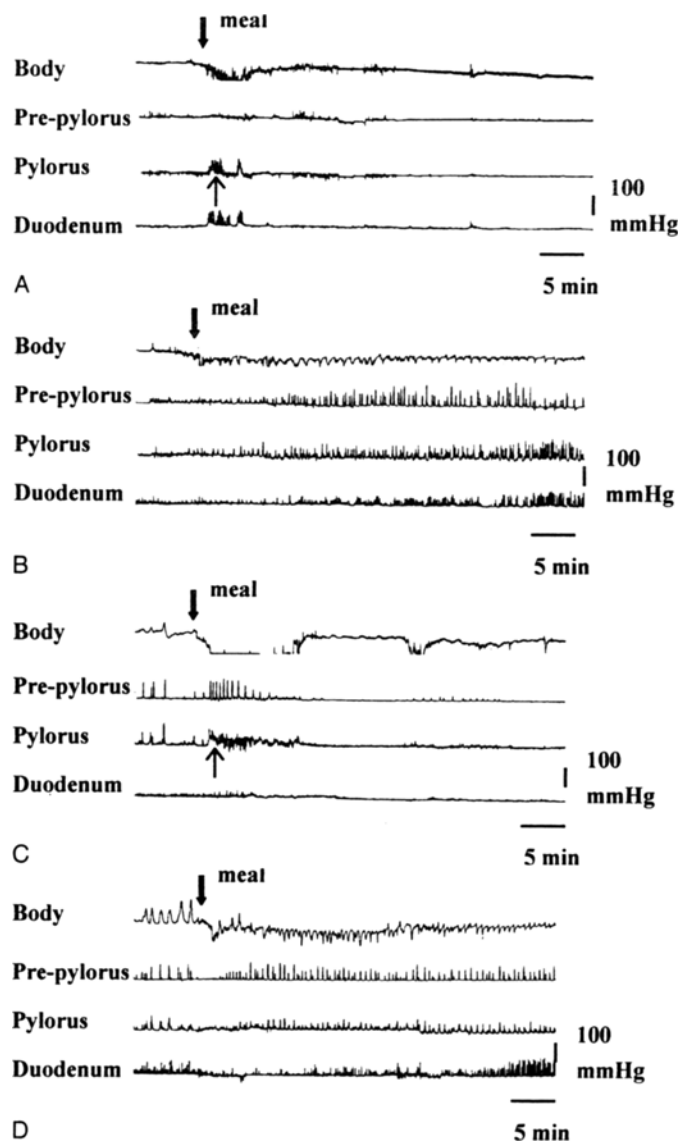 meal
Body
Pre-pylorus
Pylorus
100
Duodenum
mmHg
A
5 min
meal
Body
Pre-pylorus
Pylorus
100
Duodenum
mmHg
B
5 min
meal
Body
Pre-pylorus
Pylorus
100
Duodenum
mmHg
C
5 min
meal
Body
Pre-pylorus
Pylorus
100
Duodenum
mmHg
D
5 min